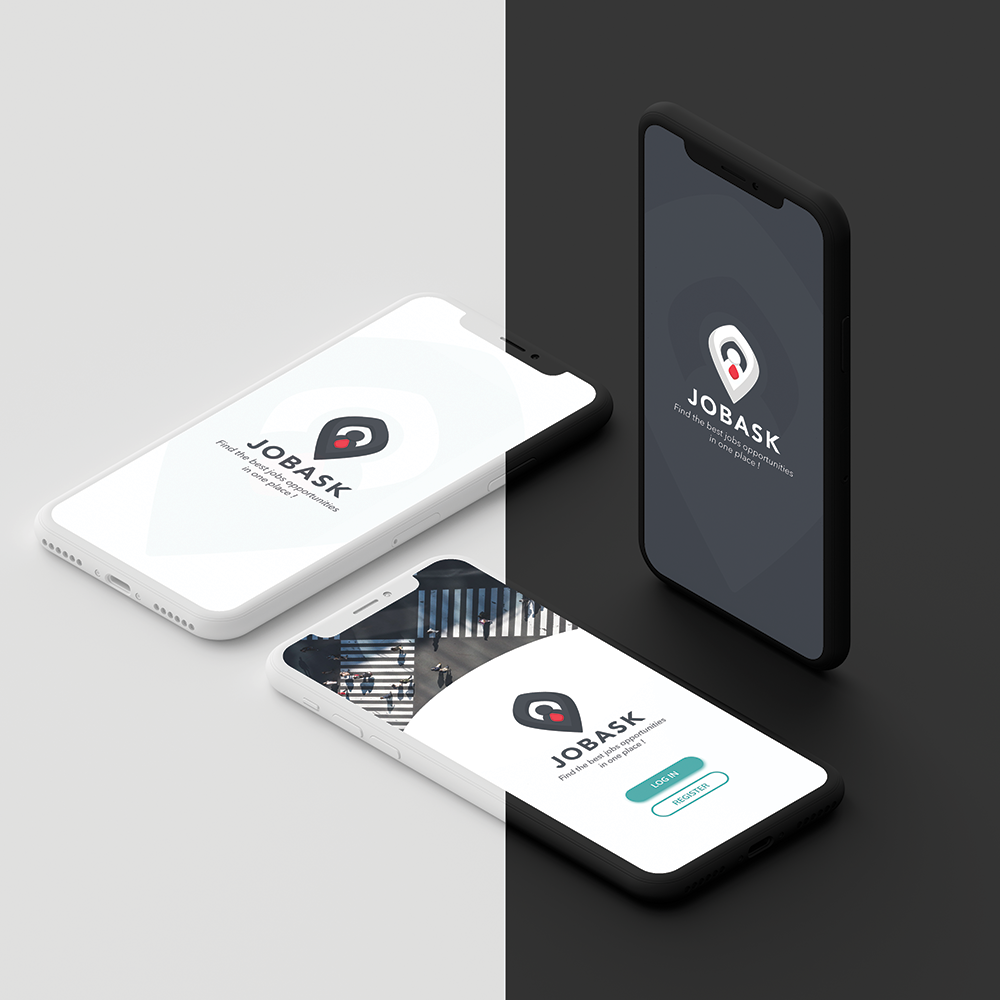 JOBASK
Find the best jobs opportunities
in one place !
JOBASK
Find the best jobs opportunities
in one place !
JOBASK
Find the best jobs opportunities
in one place !
LOG IN
REGISTER